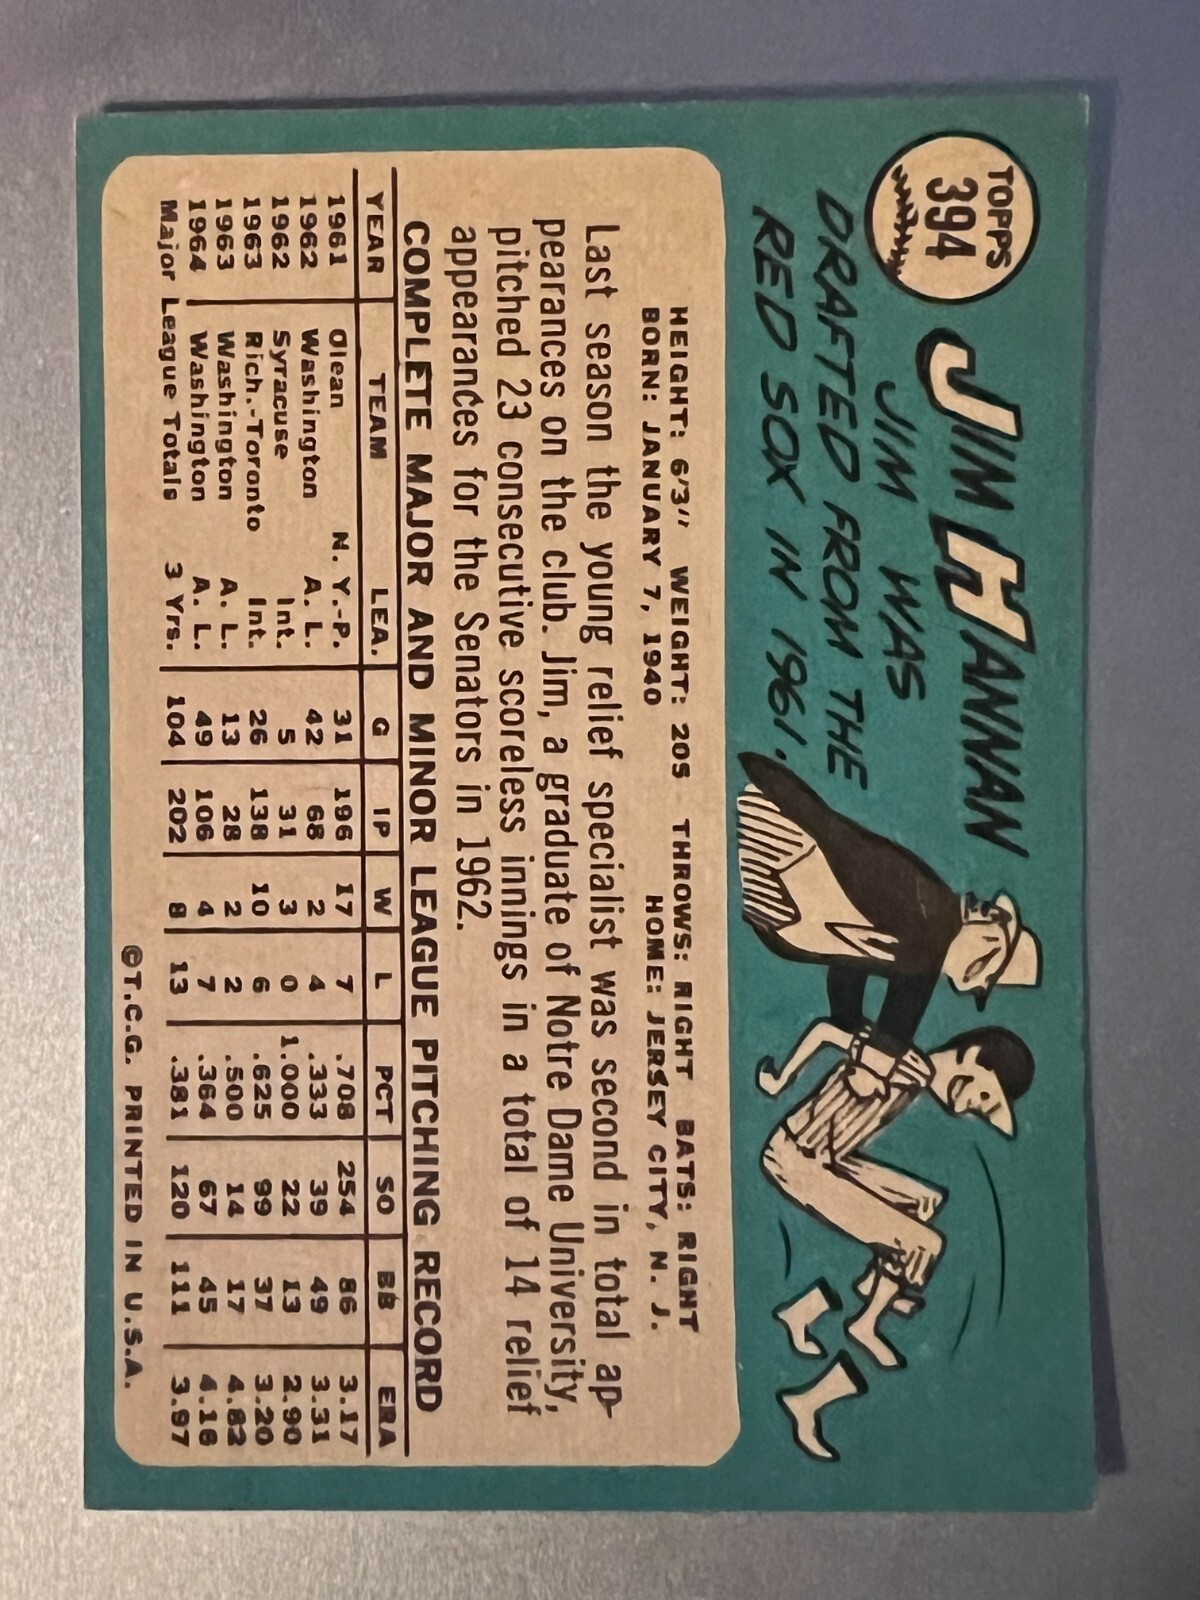 TOPPS
394
JIM HANNAN
JIM WAS
DRAFTED FROM THE
RED SOX IN 1961.
HEIGHT: 6'3" WEIGHT: 205 THROWS: RIGHT BATS: RIGHT
BORN: JANUARY 7, 1940 HOME: JERSEY CITY, N. J.
Last season the young relief specialist was second in total ap-
pearances on the club. Jim, a graduate of Notre Dame University,
pitched 23 consecutive scoreless innings in a total of 14 relief
appearances for the Senators in 1962.
COMPLETE MAJOR AND MINOR LEAGUE PITCHING RECORD
YEAR TEAM LEA. G IP W L PCT SO BB ERA
1961 Olean N. Y.-P. 31 196 17 7 .708 254 86 3.17
1962 Washington A. L. 42 68 2 4 .333 39 49 3.31
1962 Syracuse Int. 5 31 3 0 1.000 22 13 2.90
1963 Rich.-Toronto Int. 26 138 10 6 .625 99 37 3.20
1963 Washington A. L. 13 28 2 2 .500 14 17 4.82
1964 Washington A. L. 49 106 4 7 .364 67 45 4.16
Major League Totals 3 Yrs. 104 202 8 13 .381 120 111 3.97
©T.C.G. PRINTED IN U.S.A.